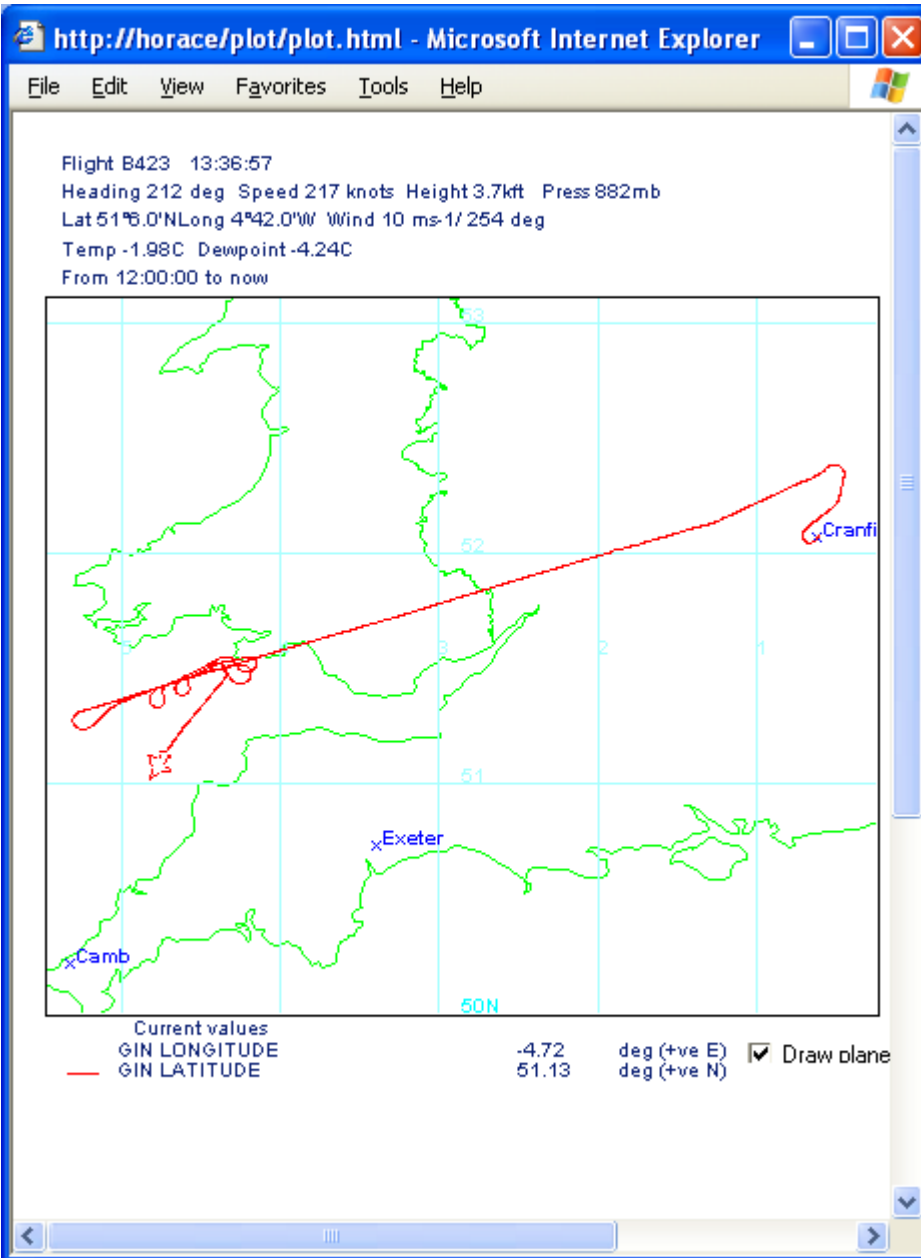 http://horace/plot/plot.html - Microsoft Internet Explorer
File Edit View Favorites Tools Help
Flight B423 13:36:57
Heading 212 deg Speed 217 knots Height 3.7kft Press 882mb
Lat 51°6.0'NLong 4°42.0'W Wind 10 ms-1/ 254 deg
Temp -1.98C Dewpoint -4.24C
From 12:00:00 to now
53
Cranfi
52
5 3 2 1
51
Exeter
Camb
50N
Current values
GIN LONGITUDE -4.72 deg (+ve E) Draw plane
GIN LATITUDE 51.13 deg (+ve N)